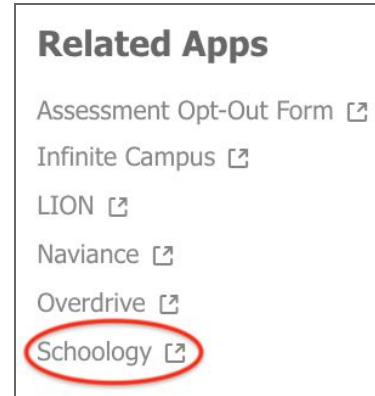 Related Apps
Assessment Opt-Out Form
Infinite Campus
LION
Naviance
Overdrive
Schoology